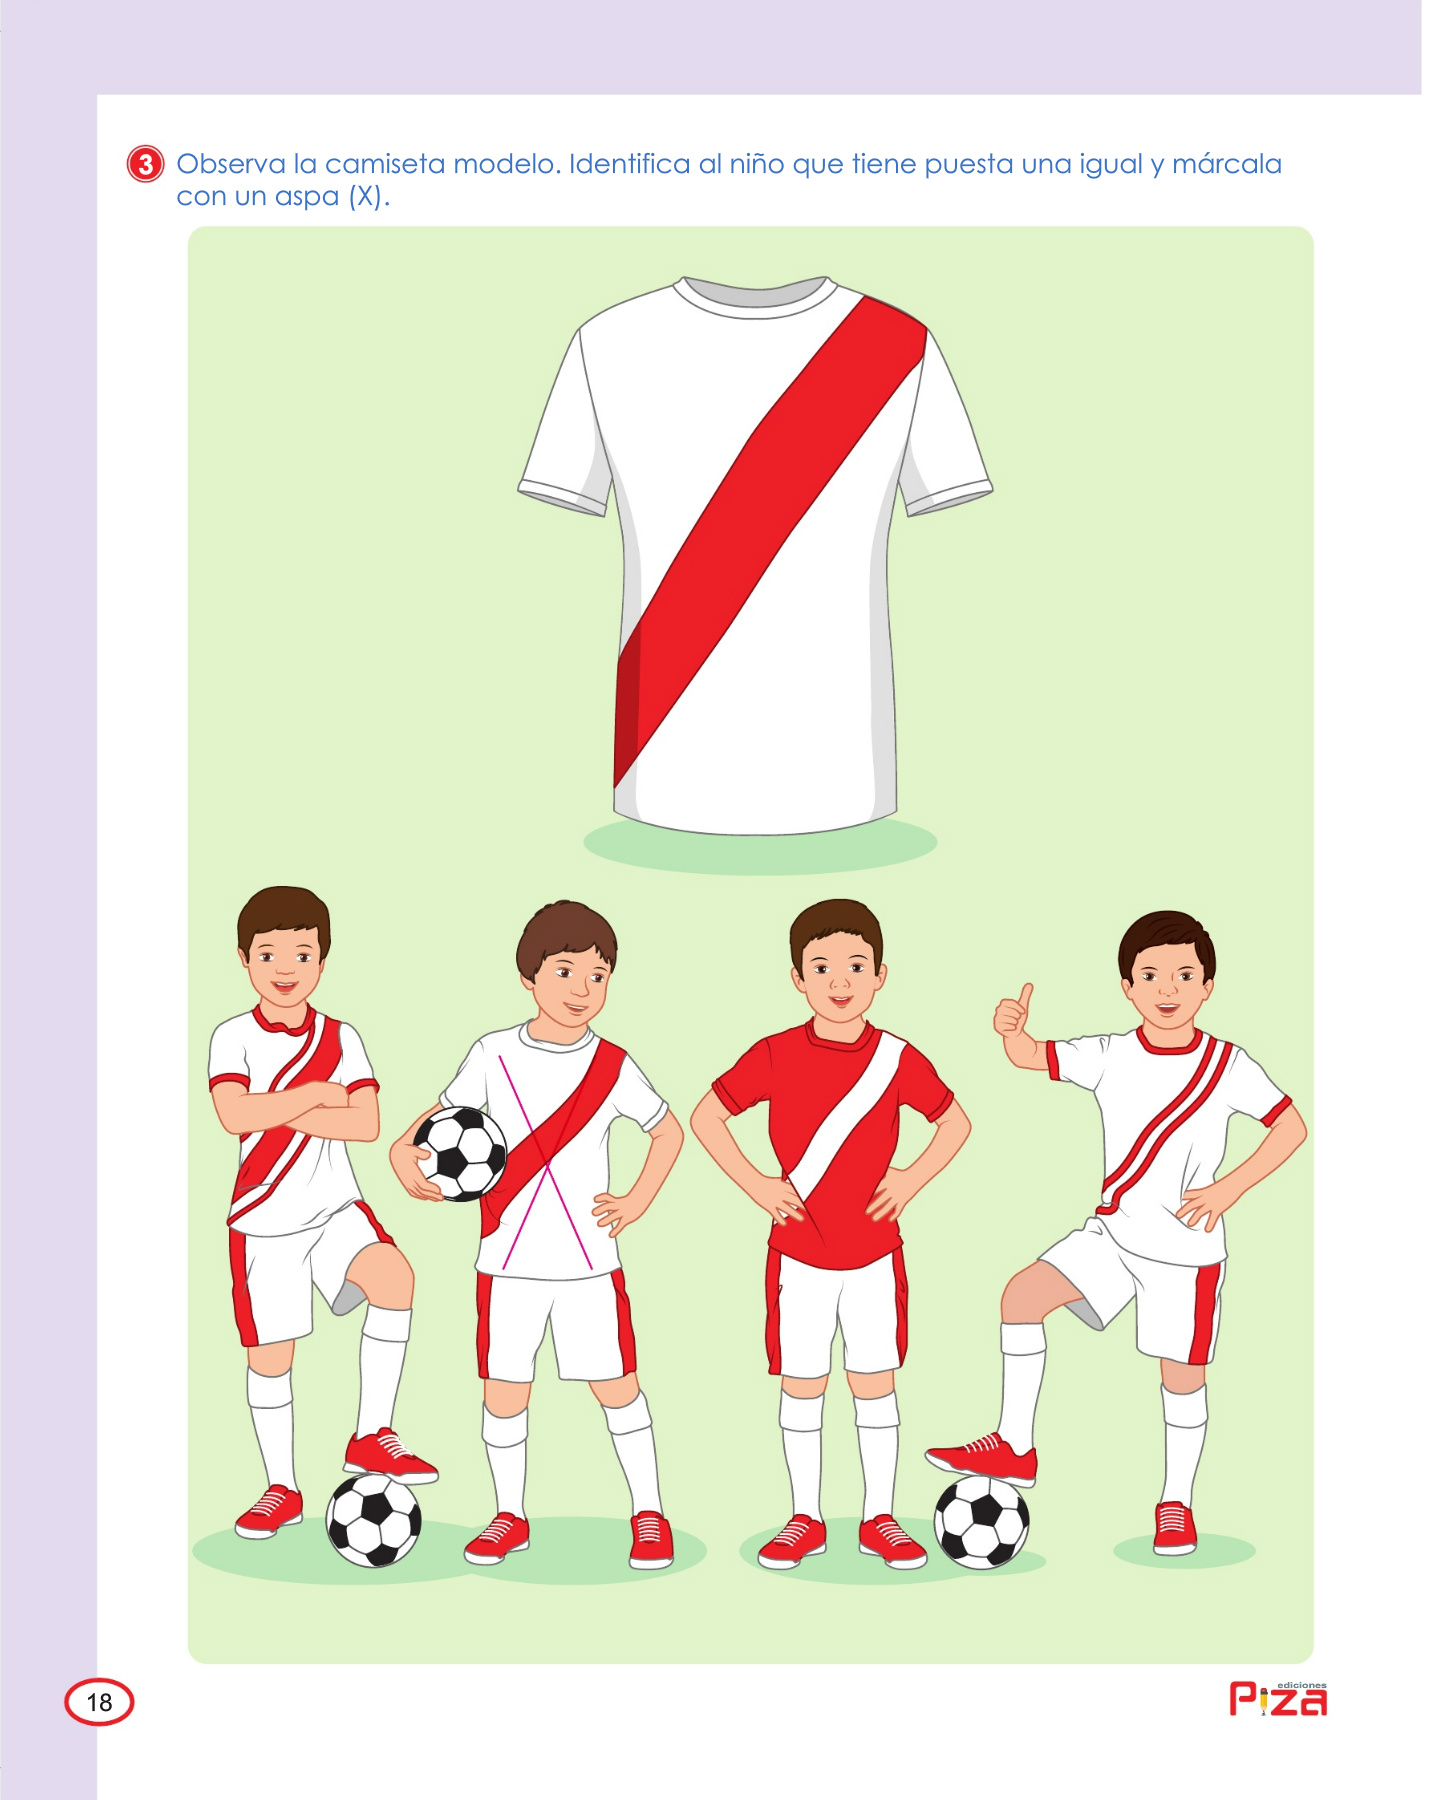 3 Observa la camiseta modelo. Identifica al niño que tiene puesta una igual y márcala
con un aspa (X).
18
ediciones
Piza